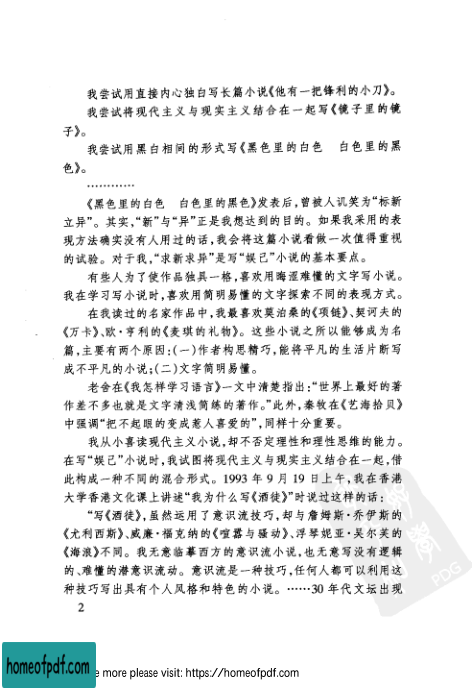 我尝试用直接内心独白写长篇小说《他有一把锋利的小刀》。
我尝试将现代主义与现实主义结合在一起写《镜子里的镜
子》。
我尝试用黑白相间的形式写《黑色里的白色　白色里的黑
色》。
…………
《黑色里的白色　白色里的黑色》发表后，曾被人讥笑为“标新
立异”。其实，“新”与“异”正是我想达到的目的。如果我采用的表
现方法确实没有人用过的话，我会将这篇小说看做一次值得重视
的试验。对于我，“求新求异”是写“娱己”小说的基本要点。
有些人为了使作品独具一格，喜欢用晦涩难懂的文字写小说。
我在学习写小说时，喜欢用简明易懂的文字探索不同的表现方式。
在我读过的名家作品中，我最喜欢莫泊桑的《项链》、契诃夫的
《万卡》、欧·亨利的《麦琪的礼物》。这些小说之所以能够成为名
篇，主要有两个原因：(一)作者构思精巧，能将平凡的生活片断写
成不平凡的小说；(二)文字简明易懂。
老舍在《我怎样学习语言》一文中清楚指出：“世界上最好的著
作差不多也就是文字清浅简练的著作。”此外，秦牧在《艺海拾贝》
中强调“把不起眼的变成惹人喜爱的”，同样十分重要。
我从小喜读现代主义小说，却不否定理性和理性思维的能力。
在写“娱己”小说时，我试图将现代主义与现实主义结合在一起，借
此构成一种不同的混合形式。1993 年 9 月 19 日上午，我在香港
大学香港文化课上讲述“我为什么写《酒徒》”时说过这样的话：
“写《酒徒》，虽然运用了意识流技巧，却与詹姆斯·乔伊斯的
《尤利西斯》、威廉·福克纳的《喧嚣与骚动》、浮琴妮亚·吴尔芙的
《海浪》不同。我无意临摹西方的意识流小说，也无意写没有逻辑
的、难懂的潜意识流动。意识流是一种技巧，任何人都可以利用这
种技巧写出具有个人风格和特色的小说。……30 年代文坛出现
2
PDG
homeofpdf.com
e more please visit: https://homeofpdf.com